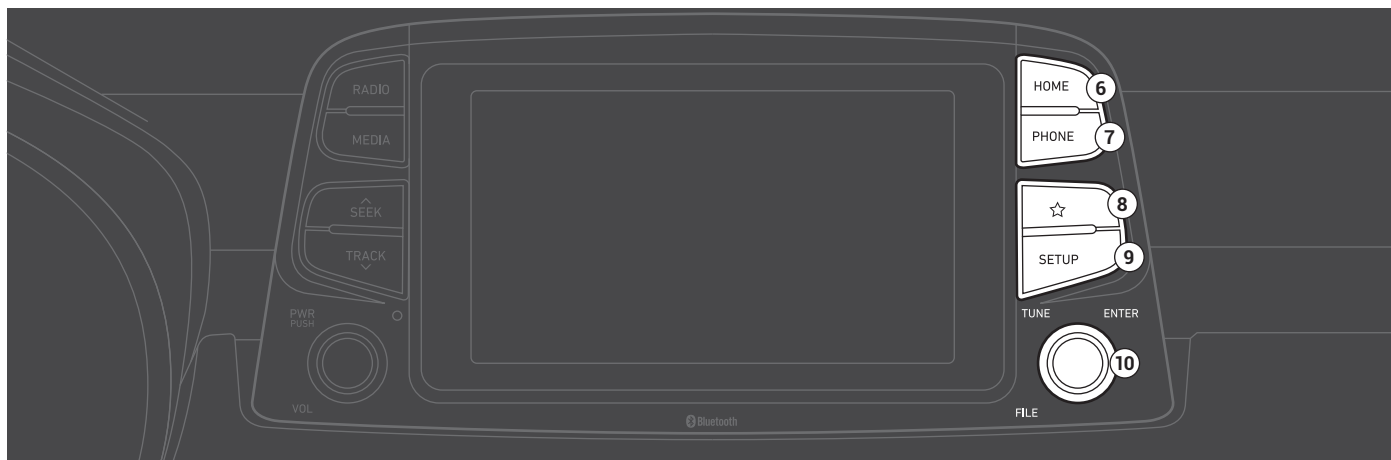 RADIO
MEDIA
SEEK
TRACK
PWR
PUSH
VOL
Bluetooth
HOME
6
PHONE
7
8
SETUP
9
TUNE
ENTER
10
FILE